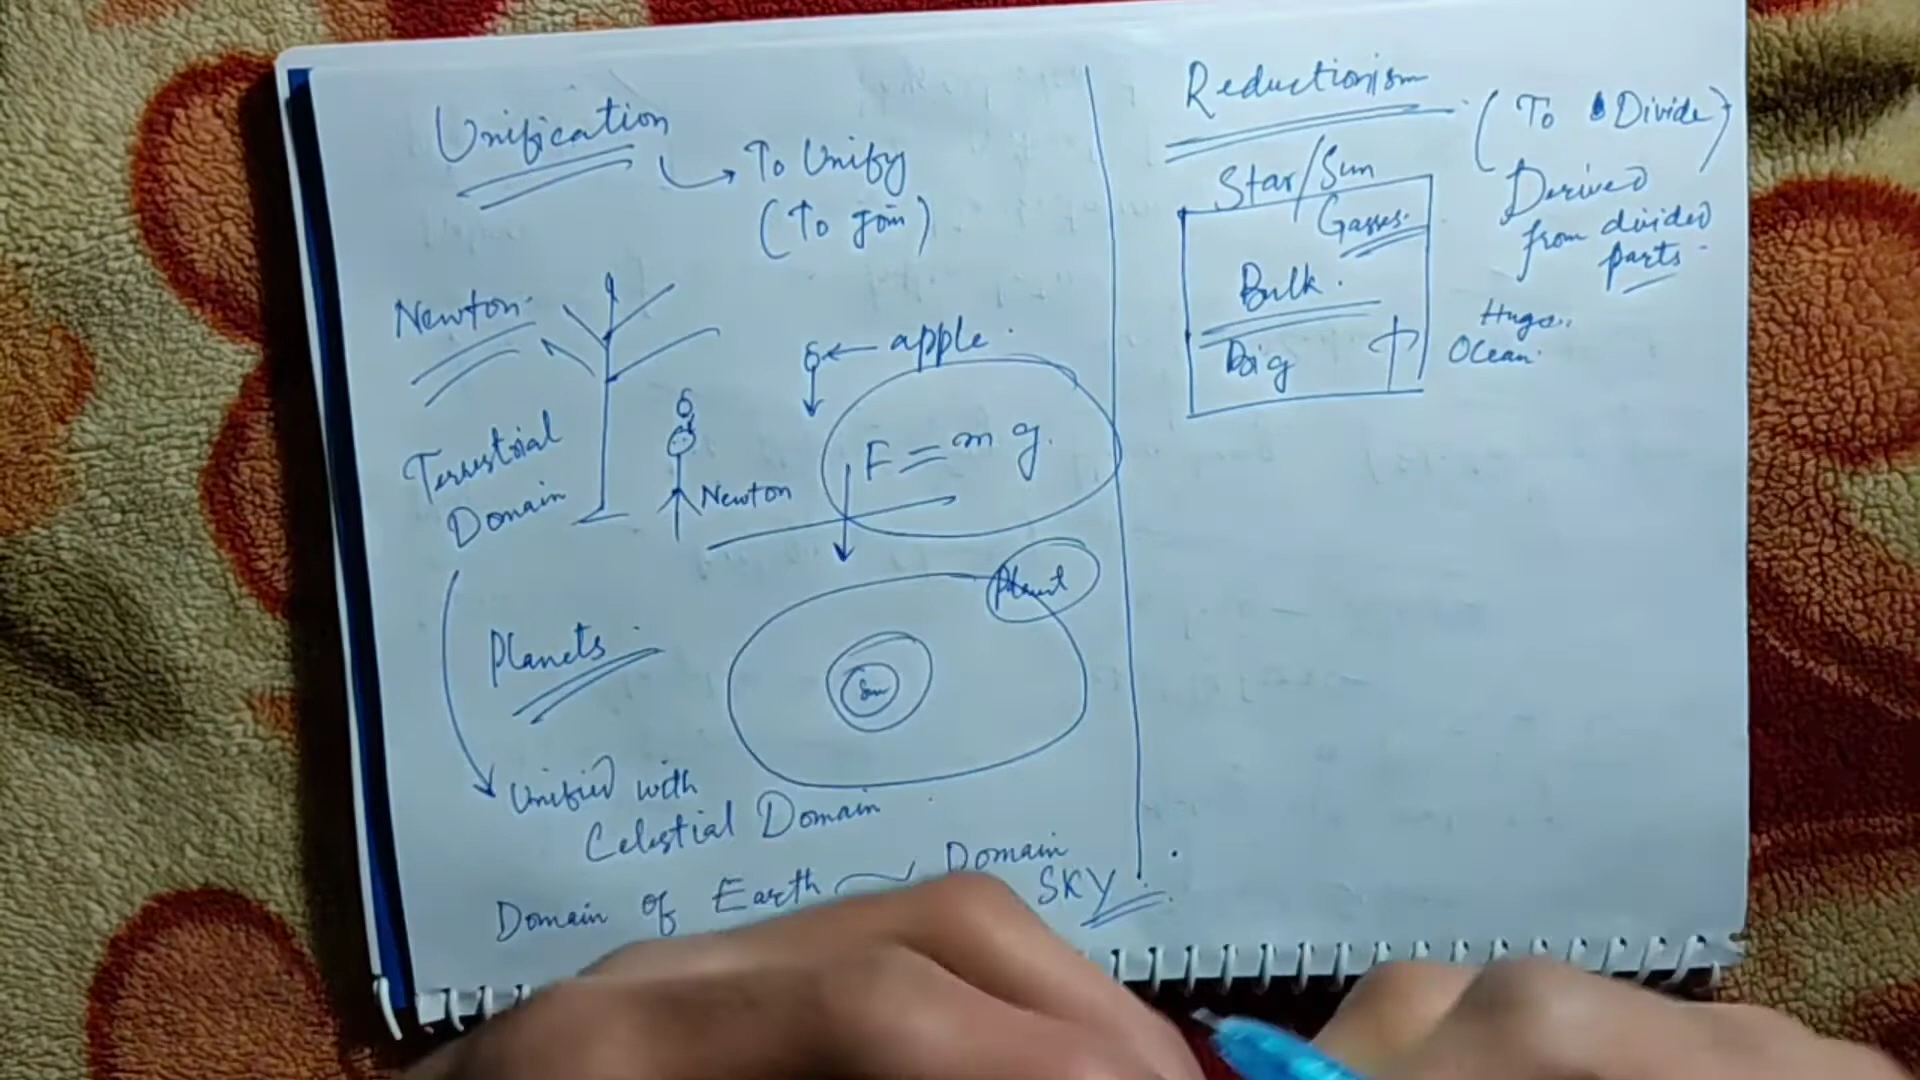 Unification
To Unify
(To join)
Newton.
apple.
F = mg.
Terrestrial
Domain
Newton
Planets.
Planet
Sun
Unified with
Celestial Domain
Domain of Earth
Domain
SKY
Reductionism
(To Divide)
Star/Sun
Gasses.
Bulk.
Big
Derived
from divided
parts.
Huge..
Ocean.